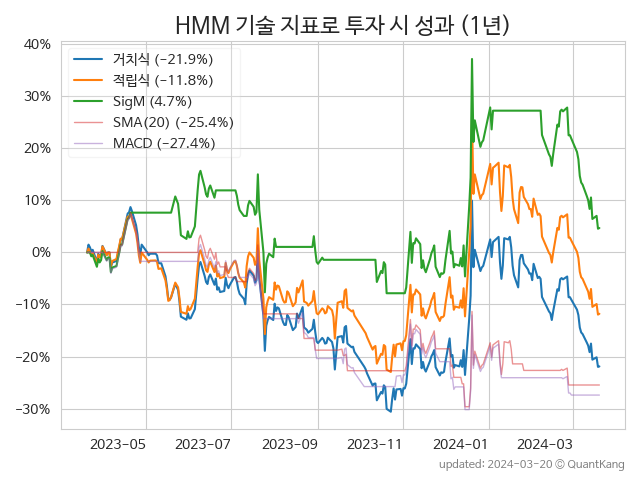 HMM 기술 지표로 투자 시 성과 (1년)
40%
30%
20%
10%
0%
−10%
−20%
−30%
거치식 (−21.9%)
적립식 (−11.8%)
SigM (4.7%)
SMA(20) (−25.4%)
MACD (−27.4%)
2023−05 2023−07 2023−09 2023−11 2024−01 2024−03
updated: 2024−03−20 © QuantKang